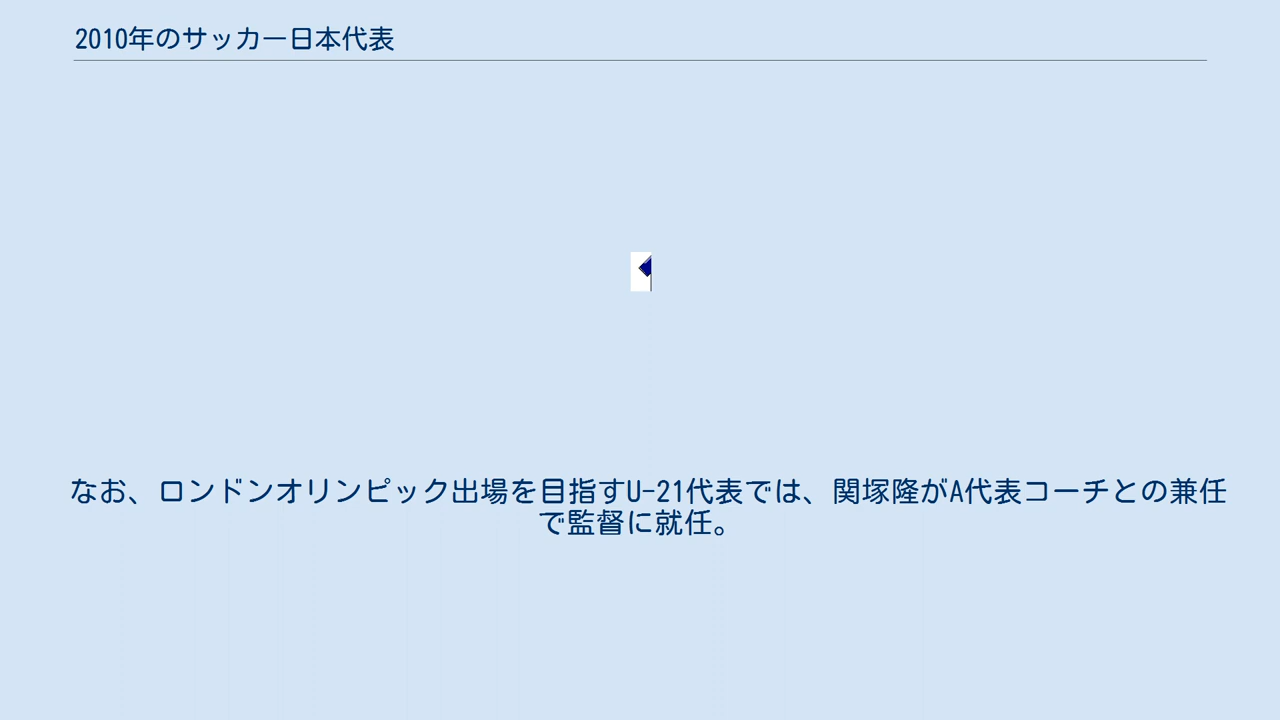 2010年のサッカー日本代表
なお、ロンドンオリンピック出場を目指すU-21代表では、関塚隆がA代表コーチとの兼任
で監督に就任。